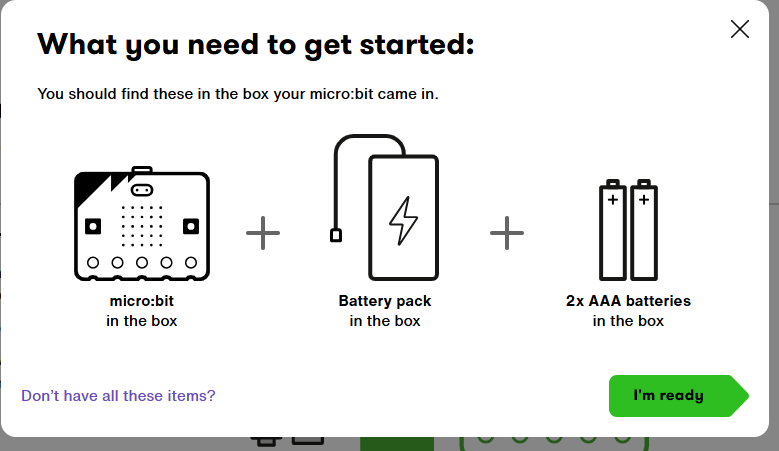 What you need to get started:
You should find these in the box your micro:bit came in.
micro:bit
in the box
Battery pack
in the box
2x AAA batteries
in the box
Don’t have all these items?
I'm ready